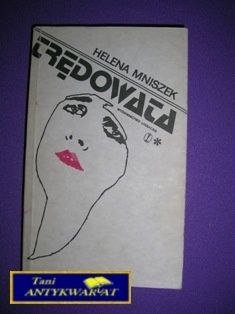 HELENA MNISZEK
TRĘDOWATA
Tani
ANTYKWARIAT